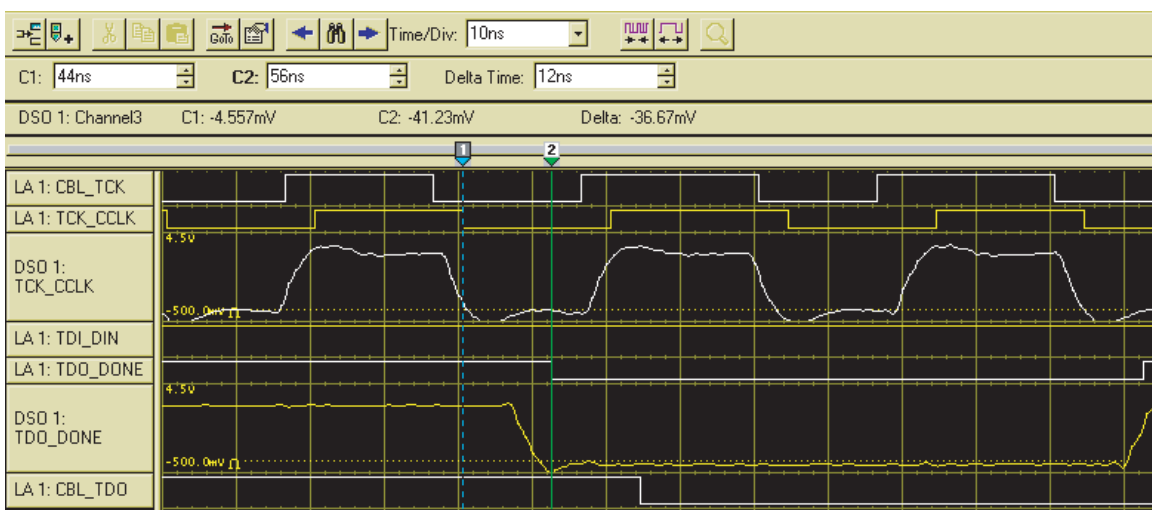 GoTo Time/Div: 10ns
C1: 44ns C2: 56ns Delta Time: 12ns
DSO 1: Channel3 C1: -4.557mV C2: -41.23mV Delta: -36.67mV
1 2
LA 1: CBL_TCK
LA 1: TCK_CCLK
4.50
DSO 1:
TCK_CCLK
-500.0mV Ω
LA 1: TDI_DIN
LA 1: TDO_DONE
4.50
DSO 1:
TDO_DONE
-500.0mV Ω
LA 1: CBL_TDO